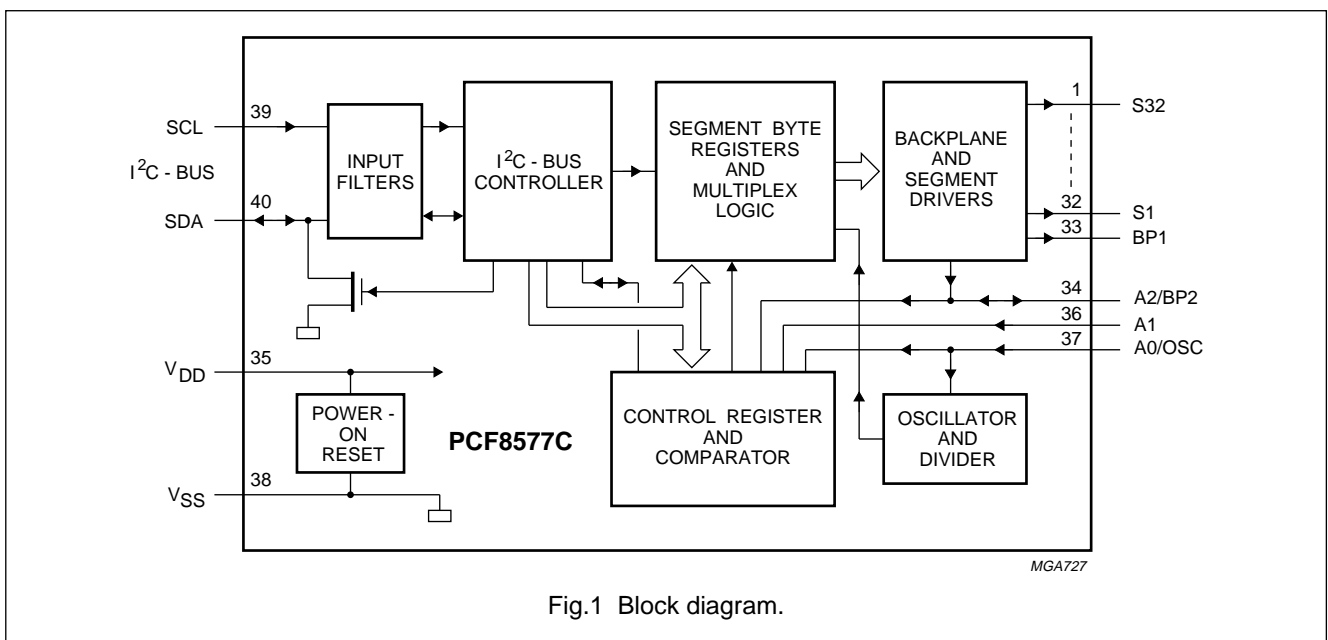 SCL
39
I2C - BUS
SDA
40
INPUT
FILTERS
I2C - BUS
CONTROLLER
SEGMENT BYTE
REGISTERS
AND
MULTIPLEX
LOGIC
BACKPLANE
AND
SEGMENT
DRIVERS
1
S32
32
S1
33
BP1
34
A2/BP2
36
A1
37
A0/OSC
VDD
35
POWER -
ON
RESET
VSS
38
PCF8577C
CONTROL REGISTER
AND
COMPARATOR
OSCILLATOR
AND
DIVIDER
MGA727
Fig.1 Block diagram.